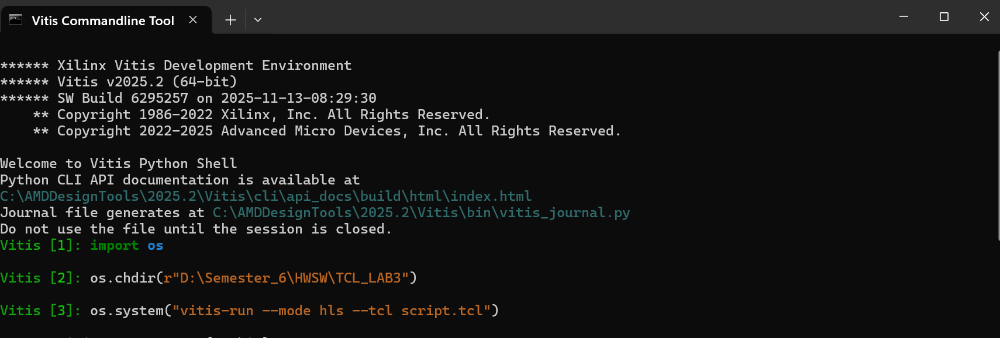 Vitis Commandline Tool
****** Xilinx Vitis Development Environment
****** Vitis v2025.2 (64-bit)
****** SW Build 6295257 on 2025-11-13-08:29:30
** Copyright 1986-2022 Xilinx, Inc. All Rights Reserved.
** Copyright 2022-2025 Advanced Micro Devices, Inc. All Rights Reserved.
Welcome to Vitis Python Shell
Python CLI API documentation is available at
C:\AMDDesignTools\2025.2\Vitis\cli\api_docs\build\html\index.html
Journal file generates at C:\AMDDesignTools\2025.2\Vitis\bin\vitis_journal.py
Do not use the file until the session is closed.
Vitis [1]: import os
Vitis [2]: os.chdir(r"D:\Semester_6\HWSW\TCL_LAB3")
Vitis [3]: os.system("vitis-run --mode hls --tcl script.tcl")